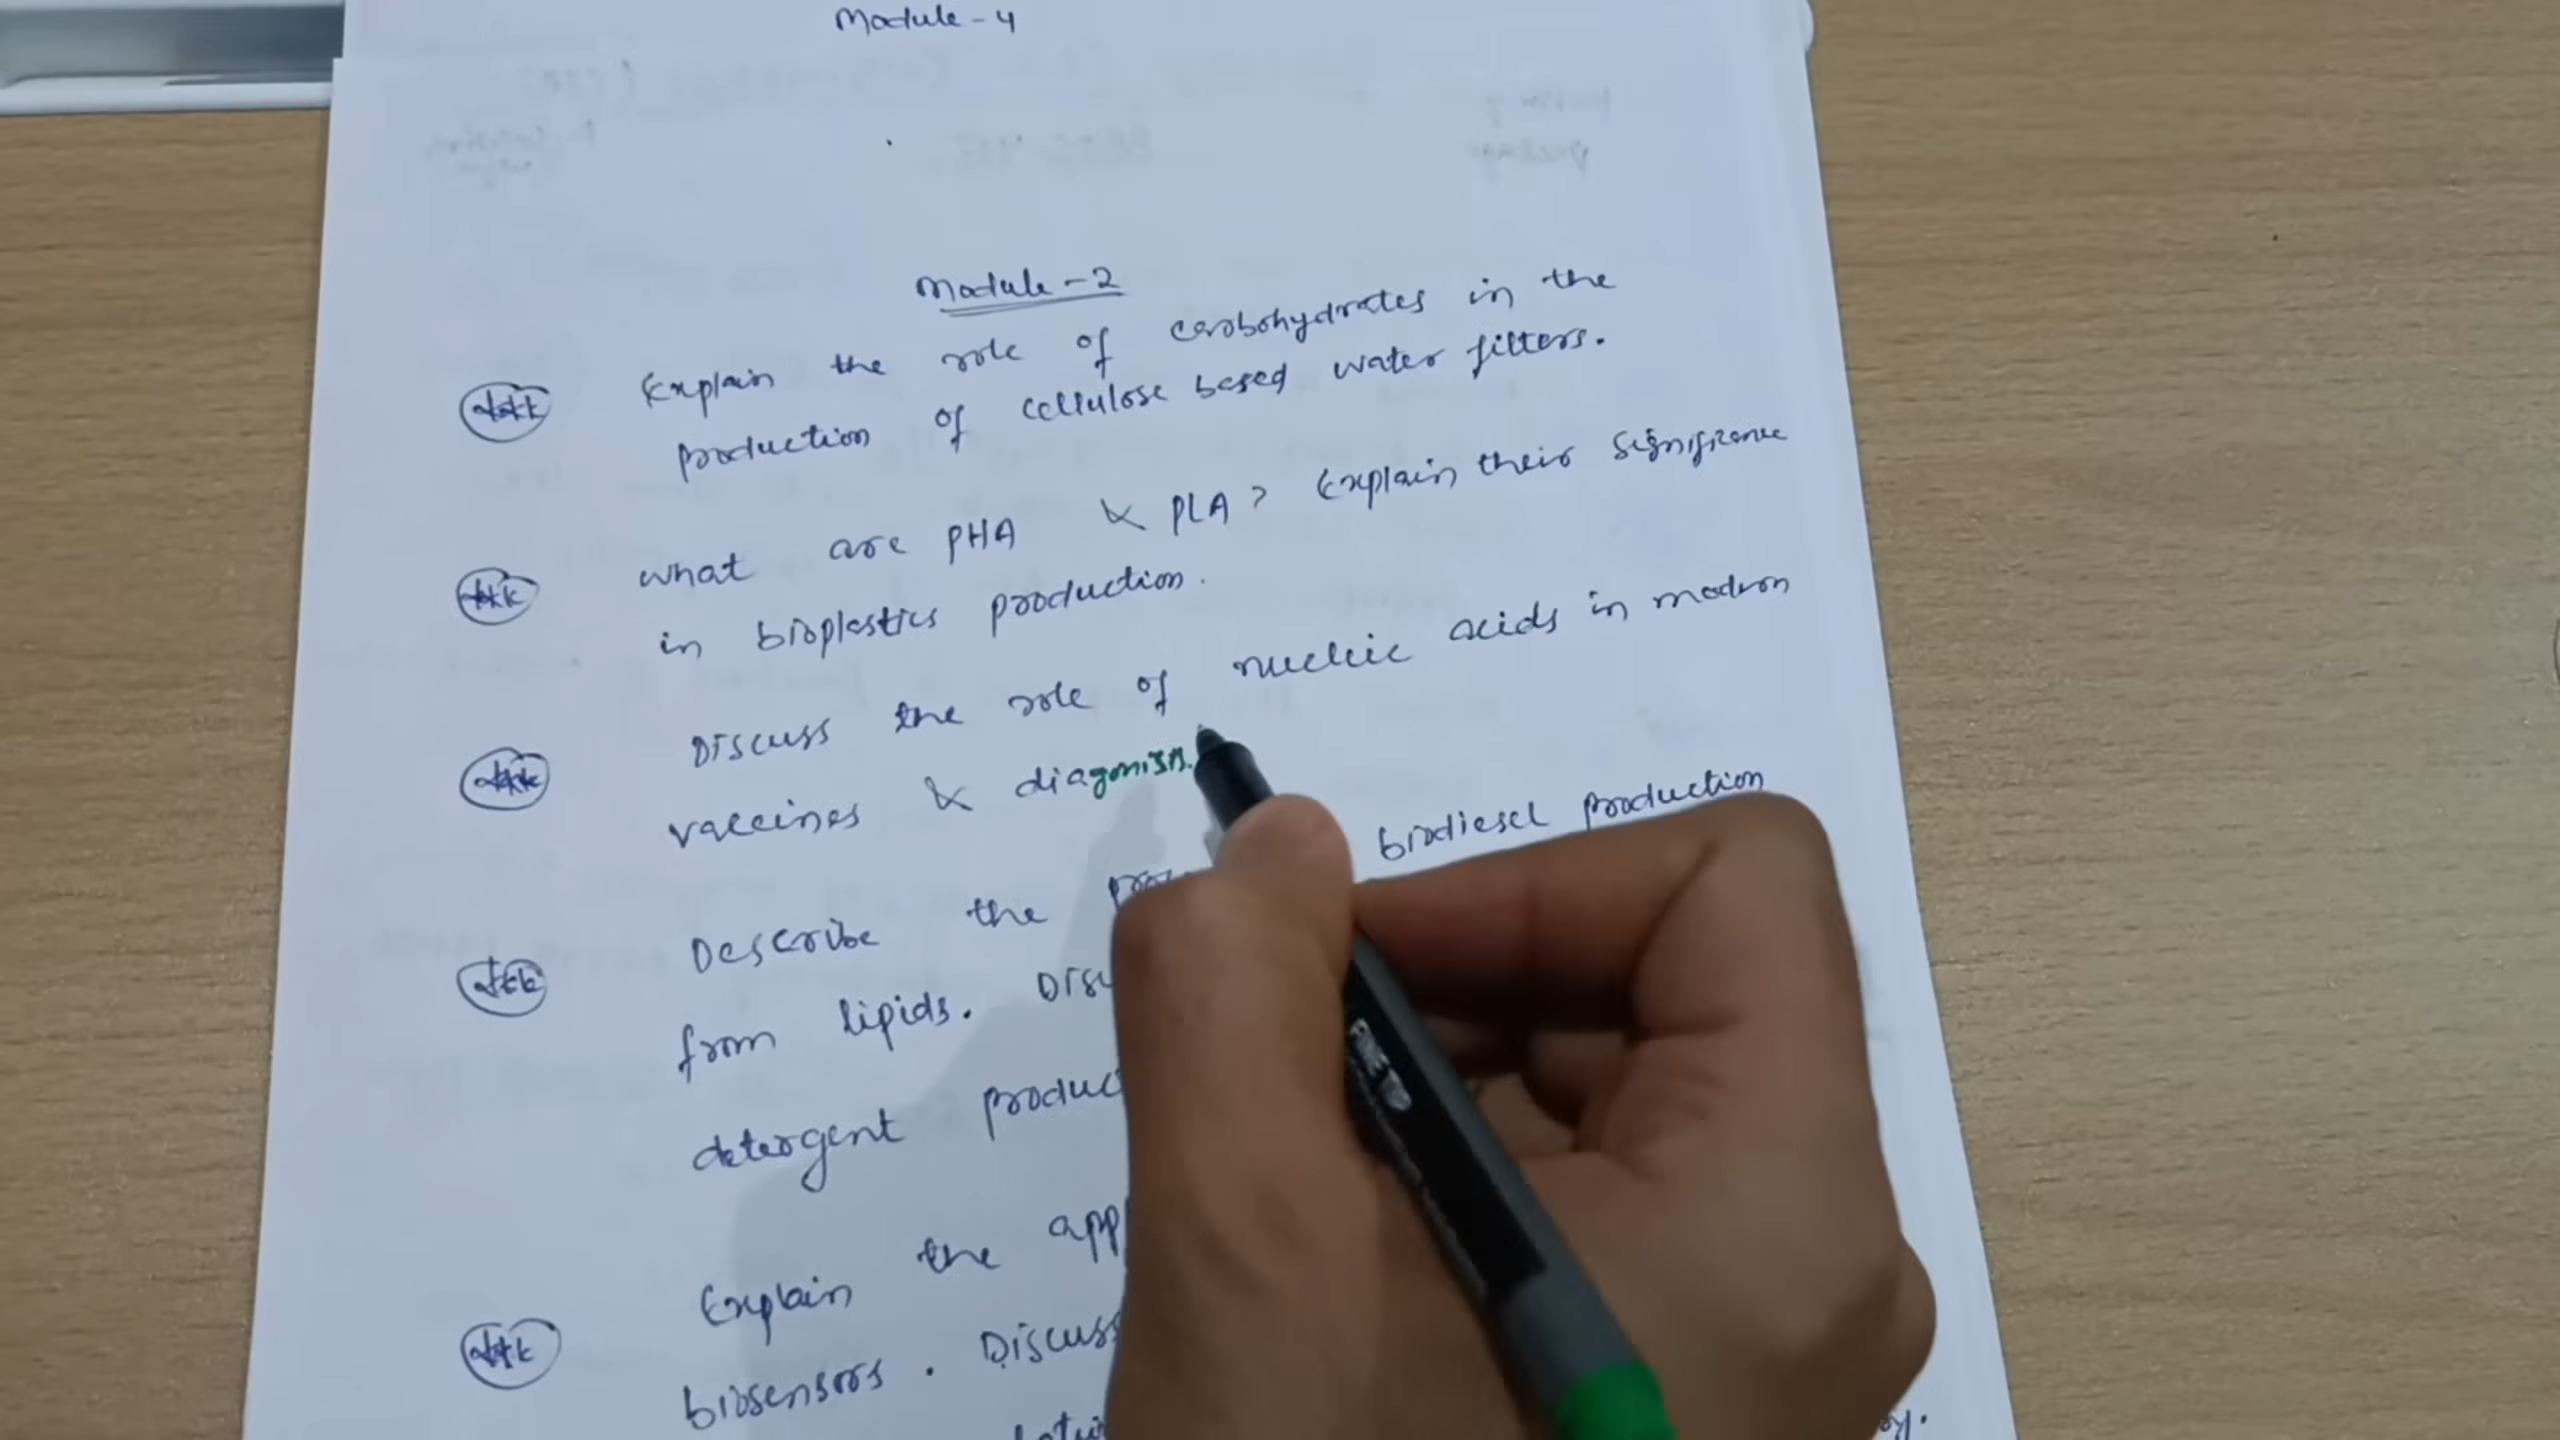 Module - 4
Module - 2
Explain the role of carbohydrates in the
production of cellulose based water filters.
what are PHA & PLA ? Explain their significance
in bioplastics production.
Discuss the role of nucleic acids in modron
vaccines & diagonisis.
Describe the biodiesel production
from lipids.
detergent
Explain the
biosensors . Discuss